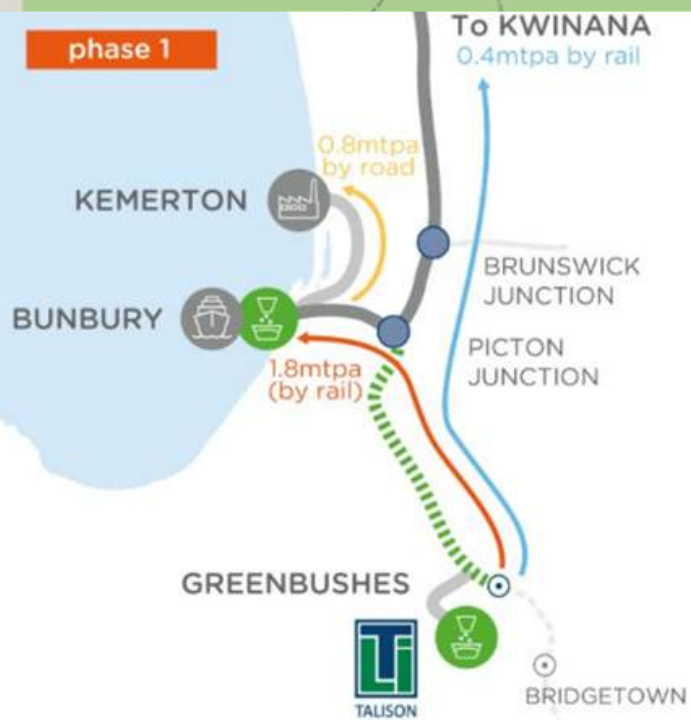 phase 1
To KWINANA
0.4mtpa by rail
0.8mtpa
by road
KEMERTON
BRUNSWICK
JUNCTION
BUNBURY
PICTON
JUNCTION
1.8mtpa
(by rail)
GREENBUSHES
TLi
TALISON
BRIDGETOWN